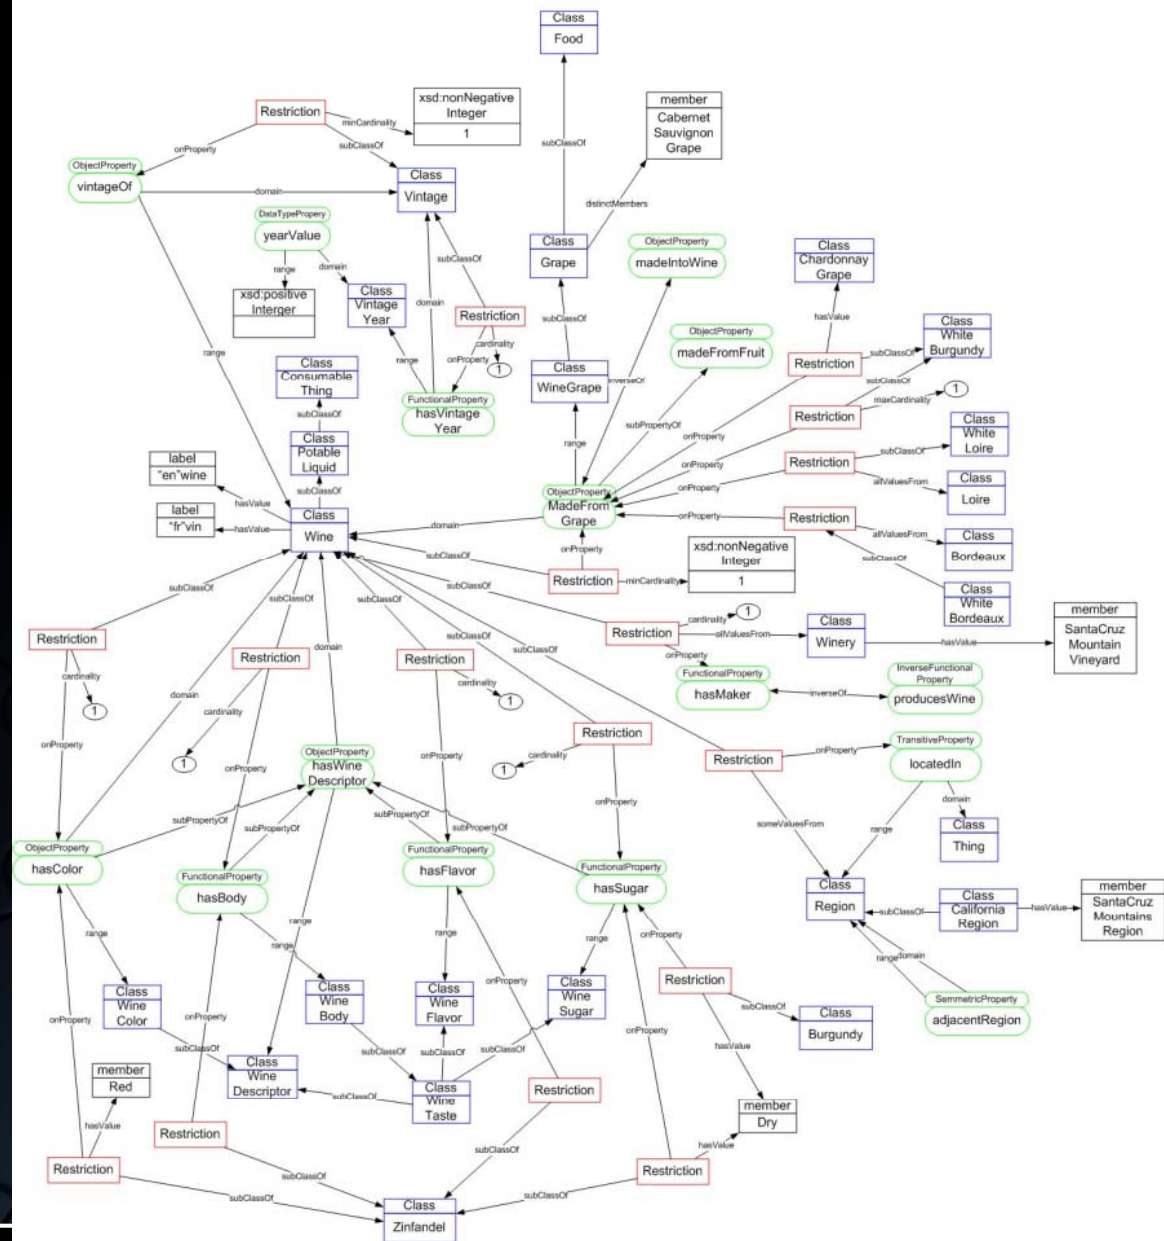 Class
Food
Restriction
minCardinality
xsd:nonNegative
Integer
1
member
Cabernet
Sauvignon
Grape
subClassOf
subClassOf
onProperty
ObjectProperty
vintageOf
domain
Class
Vintage
distinctMembers
DataTypePropery
yearValue
range
domain
xsd:positive
Interger
Class
Vintage
Year
subClassOf
domain
range
Restriction
cardinality
1
onProperty
FunctionalProperty
hasVintage
Year
Class
Grape
subClassOf
Class
WineGrape
range
ObjectProperty
madeIntoWine
inverseOf
ObjectProperty
madeFromFruit
subPropertyOf
Class
Chardonnay
Grape
hasValue
Restriction
subClassOf
Class
White
Burgundy
subClassOf
onProperty
Restriction
maxCardinality
1
onProperty
Restriction
subClassOf
Class
White
Loire
allValuesFrom
Class
Loire
onProperty
Restriction
onProperty
allValuesFrom
Class
Bordeaux
subClassOf
Class
White
Bordeaux
range
Class
Consumable
Thing
subClassOf
Class
Potable
Liquid
subClassOf
label
"en"wine
hasValue
label
"fr"vin
hasValue
Class
Wine
domain
ObjectProperty
MadeFrom
Grape
onProperty
subClassOf
Restriction
minCardinality
xsd:nonNegative
Integer
1
subClassOf
subClassOf
subClassOf
subClassOf
subClassOf
subClassOf
domain
domain
Restriction
cardinality
1
allValuesFrom
Class
Winery
hasValue
member
SantaCruz
Mountain
Vineyard
onProperty
FunctionalProperty
hasMaker
inverseOf
InverseFunctional
Property
producesWine
Restriction
cardinality
1
onProperty
Restriction
cardinality
1
onProperty
Restriction
cardinality
1
onProperty
Restriction
cardinality
1
onProperty
Restriction
onProperty
TransitiveProperty
locatedIn
domain
Class
Thing
range
someValuesFrom
ObjectProperty
hasWine
Descriptor
subPropertyOf
subPropertyOf
subPropertyOf
subPropertyOf
range
ObjectProperty
hasColor
FunctionalProperty
hasBody
FunctionalProperty
hasFlavor
FunctionalProperty
hasSugar
Class
Region
subClassOf
Class
California
Region
hasValue
member
SantaCruz
Mountains
Region
range
domain
SemmetricProperty
adjacentRegion
range
range
range
range
Class
Wine
Color
Class
Wine
Body
Class
Wine
Flavor
Class
Wine
Sugar
onProperty
Restriction
subClassOf
Class
Burgundy
hasValue
onProperty
onProperty
onProperty
onProperty
subClassOf
subClassOf
subClassOf
subClassOf
subClassOf
Class
Wine
Descriptor
Class
Wine
Taste
Restriction
member
Red
hasValue
member
Dry
hasValue
Restriction
Restriction
Restriction
subClassOf
subClassOf
subClassOf
subClassOf
Class
Zinfandel